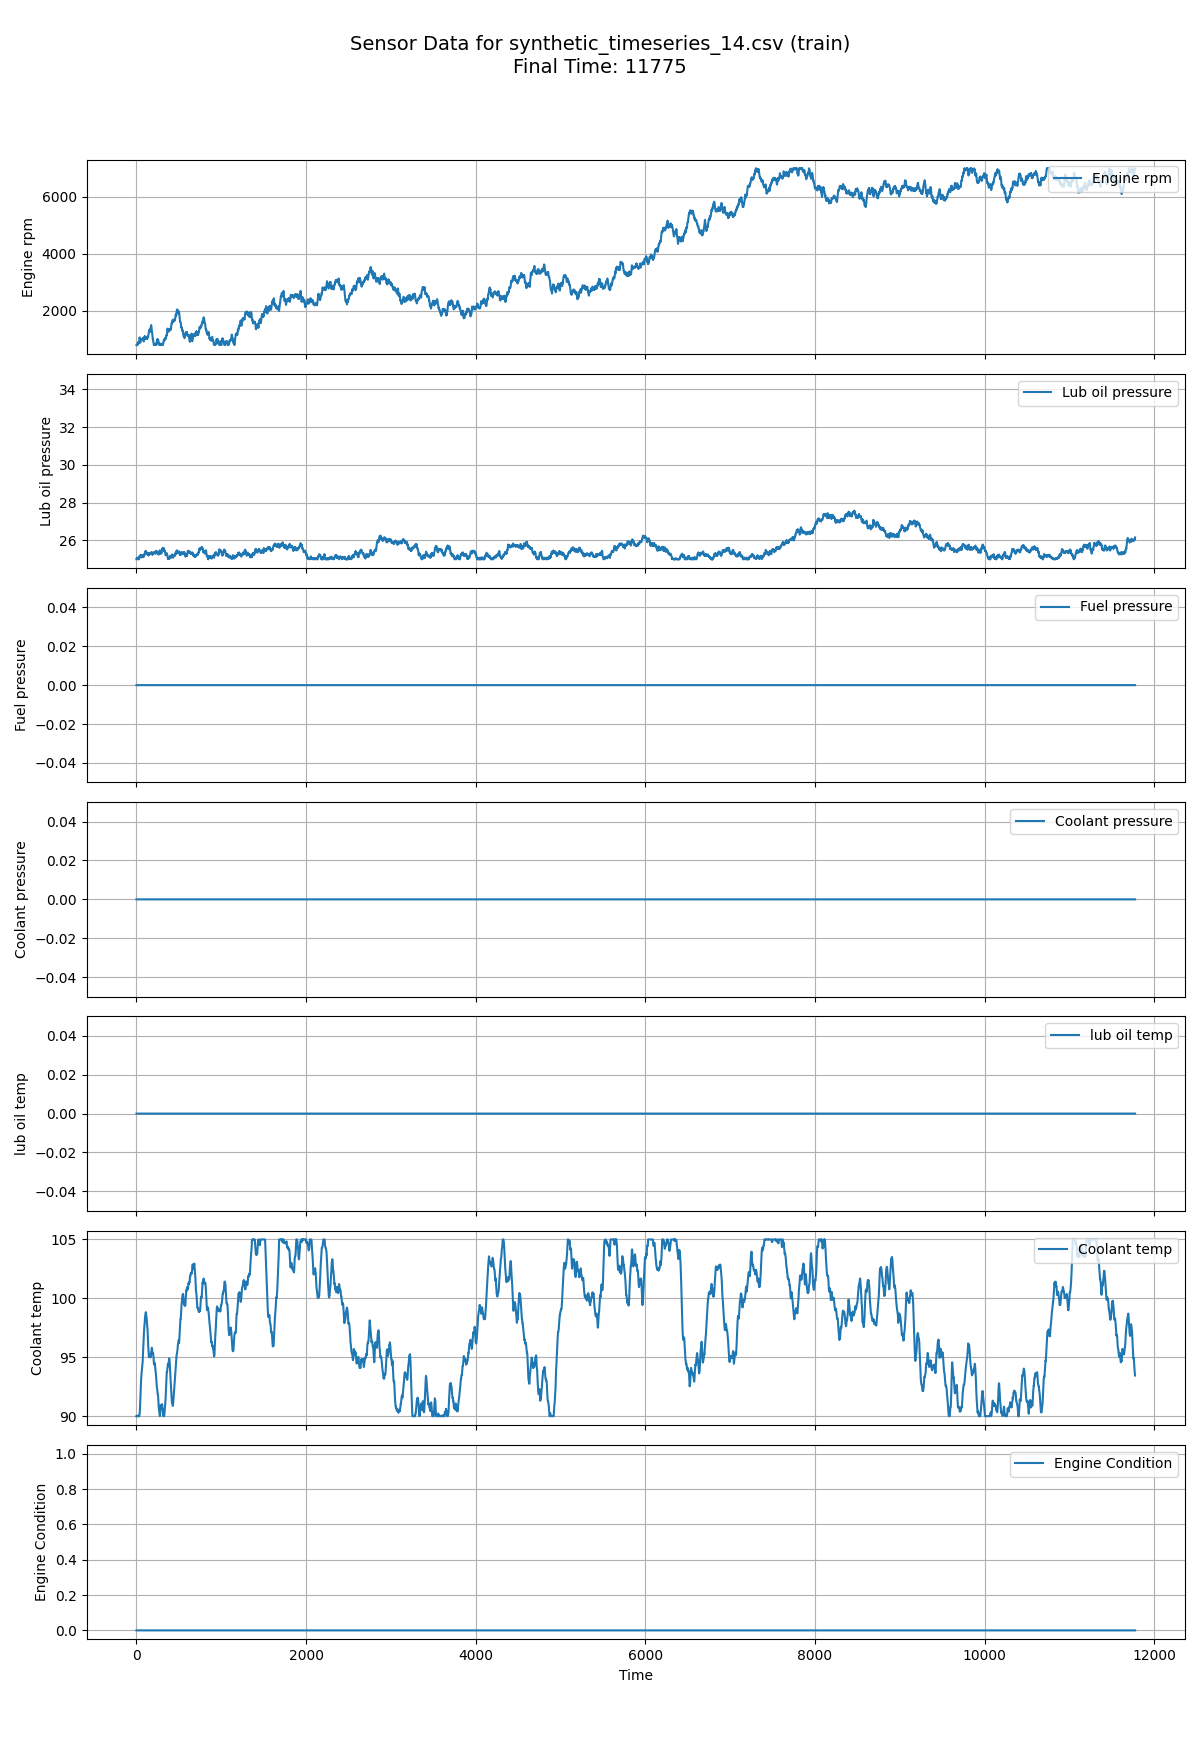 Sensor Data for synthetic_timeseries_14.csv (train)
Final Time: 11775
Engine rpm
6000
4000
2000
Engine rpm
Lub oil pressure
34
32
30
28
26
Lub oil pressure
Fuel pressure
0.04
0.02
0.00
−0.02
−0.04
Fuel pressure
Coolant pressure
0.04
0.02
0.00
−0.02
−0.04
Coolant pressure
lub oil temp
0.04
0.02
0.00
−0.02
−0.04
lub oil temp
Coolant temp
105
100
95
90
Coolant temp
Engine Condition
1.0
0.8
0.6
0.4
0.2
0.0
Engine Condition
0 2000 4000 6000 8000 10000 12000
Time